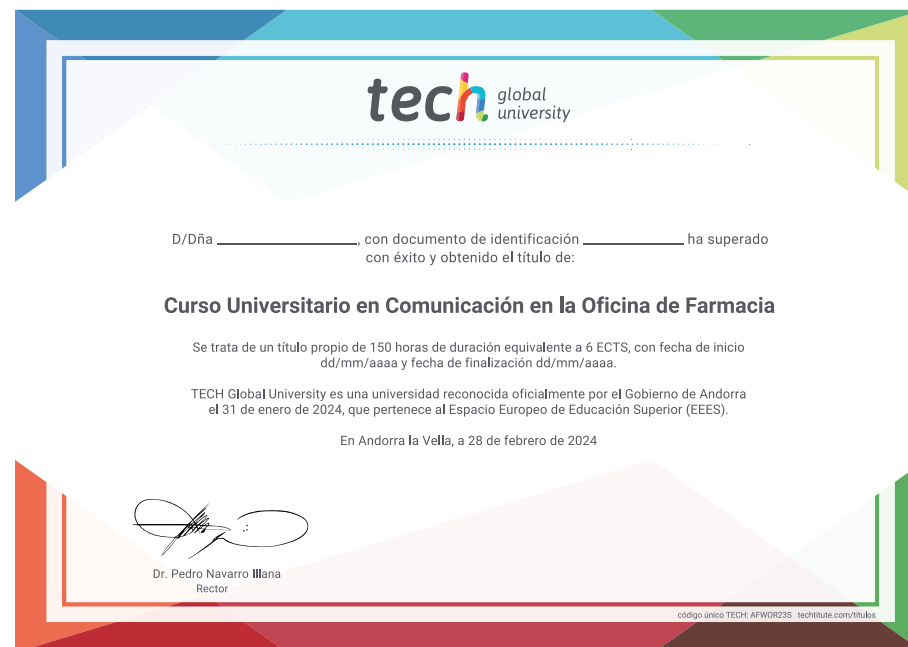 tech global
university
D/Dña ____________________, con documento de identificación ______________ ha superado
con éxito y obtenido el título de:
Curso Universitario en Comunicación en la Oficina de Farmacia
Se trata de un título propio de 150 horas de duración equivalente a 6 ECTS, con fecha de inicio
dd/mm/aaaa y fecha de finalización dd/mm/aaaa.
TECH Global University es una universidad reconocida oficialmente por el Gobierno de Andorra
el 31 de enero de 2024, que pertenece al Espacio Europeo de Educación Superior (EEES).
En Andorra la Vella, a 28 de febrero de 2024
Dr. Pedro Navarro Illana
Rector
código único TECH: AFWOR23S techtitute.com/titulos